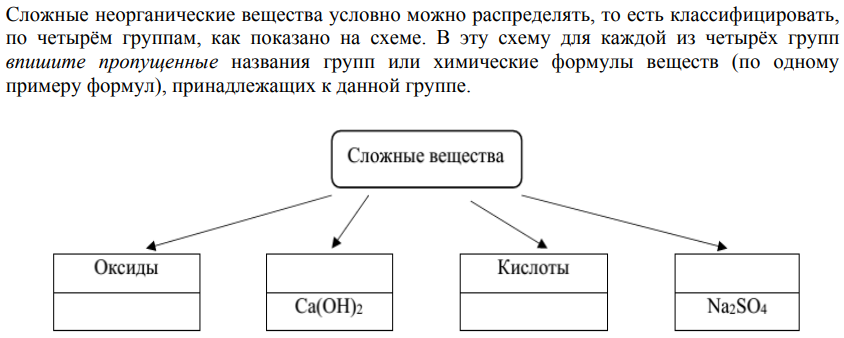 Сложные неорганические вещества условно можно распределять, то есть классифицировать,
по четырём группам, как показано на схеме. В эту схему для каждой из четырёх групп
впишите пропущенные названия групп или химические формулы веществ (по одному
примеру формул), принадлежащих к данной группе.
Сложные вещества
Оксиды
Кислоты
Ca(OH)2
Na2SO4